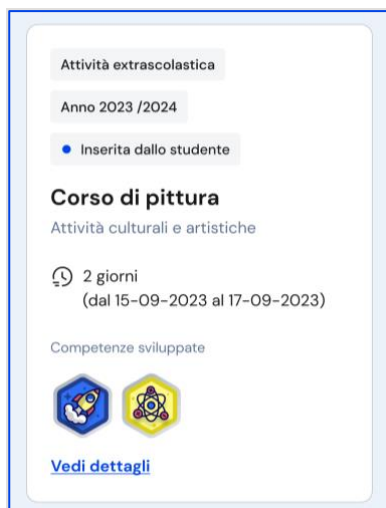 Attività extrascolastica
Anno 2023 /2024
Inserita dallo studente
Corso di pittura
Attività culturali e artistiche
2 giorni
(dal 15-09-2023 al 17-09-2023)
Competenze sviluppate
Vedi dettagli